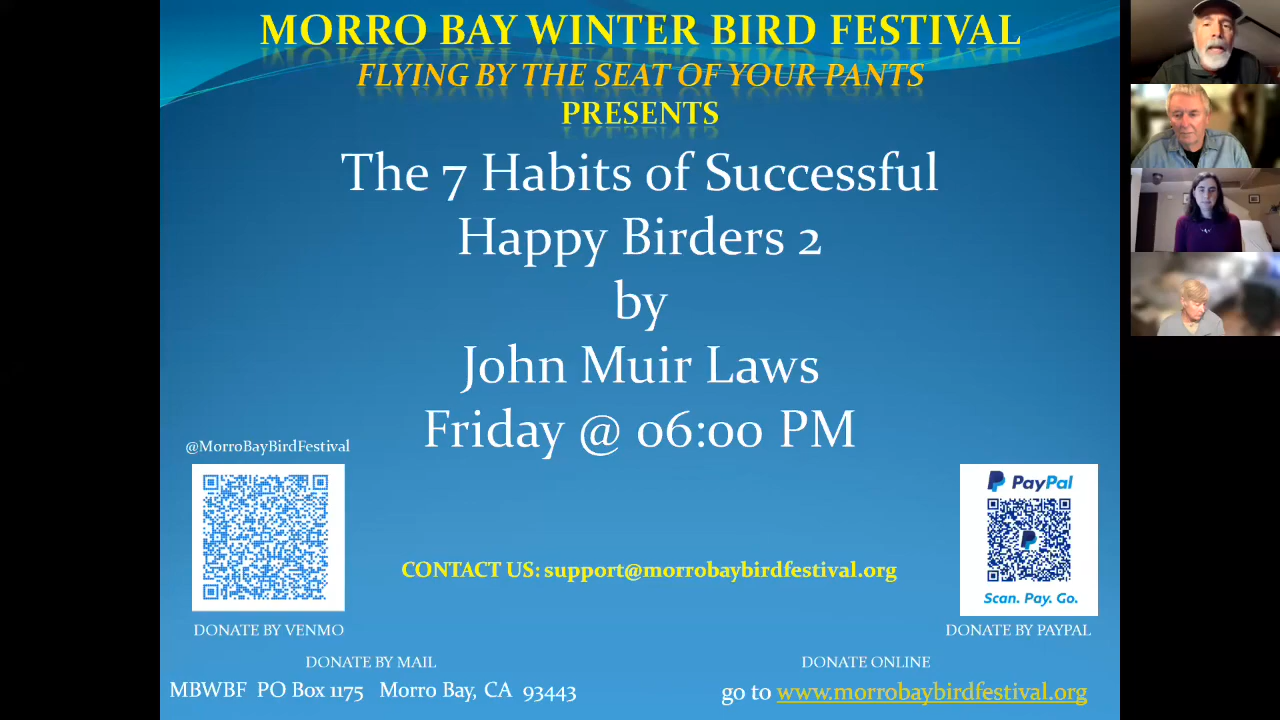 MORRO BAY WINTER BIRD FESTIVAL
FLYING BY THE SEAT OF YOUR PANTS
PRESENTS
The 7 Habits of Successful
Happy Birders 2
by
John Muir Laws
Friday @ 06:00 PM
@MorroBayBirdFestival
PayPal
CONTACT US: support@morrobaybirdfestival.org
Scan. Pay. Go.
DONATE BY VENMO
DONATE BY PAYPAL
DONATE BY MAIL
DONATE ONLINE
MBWBF PO Box 1175 Morro Bay, CA 93443
go to www.morrobaybirdfestival.org